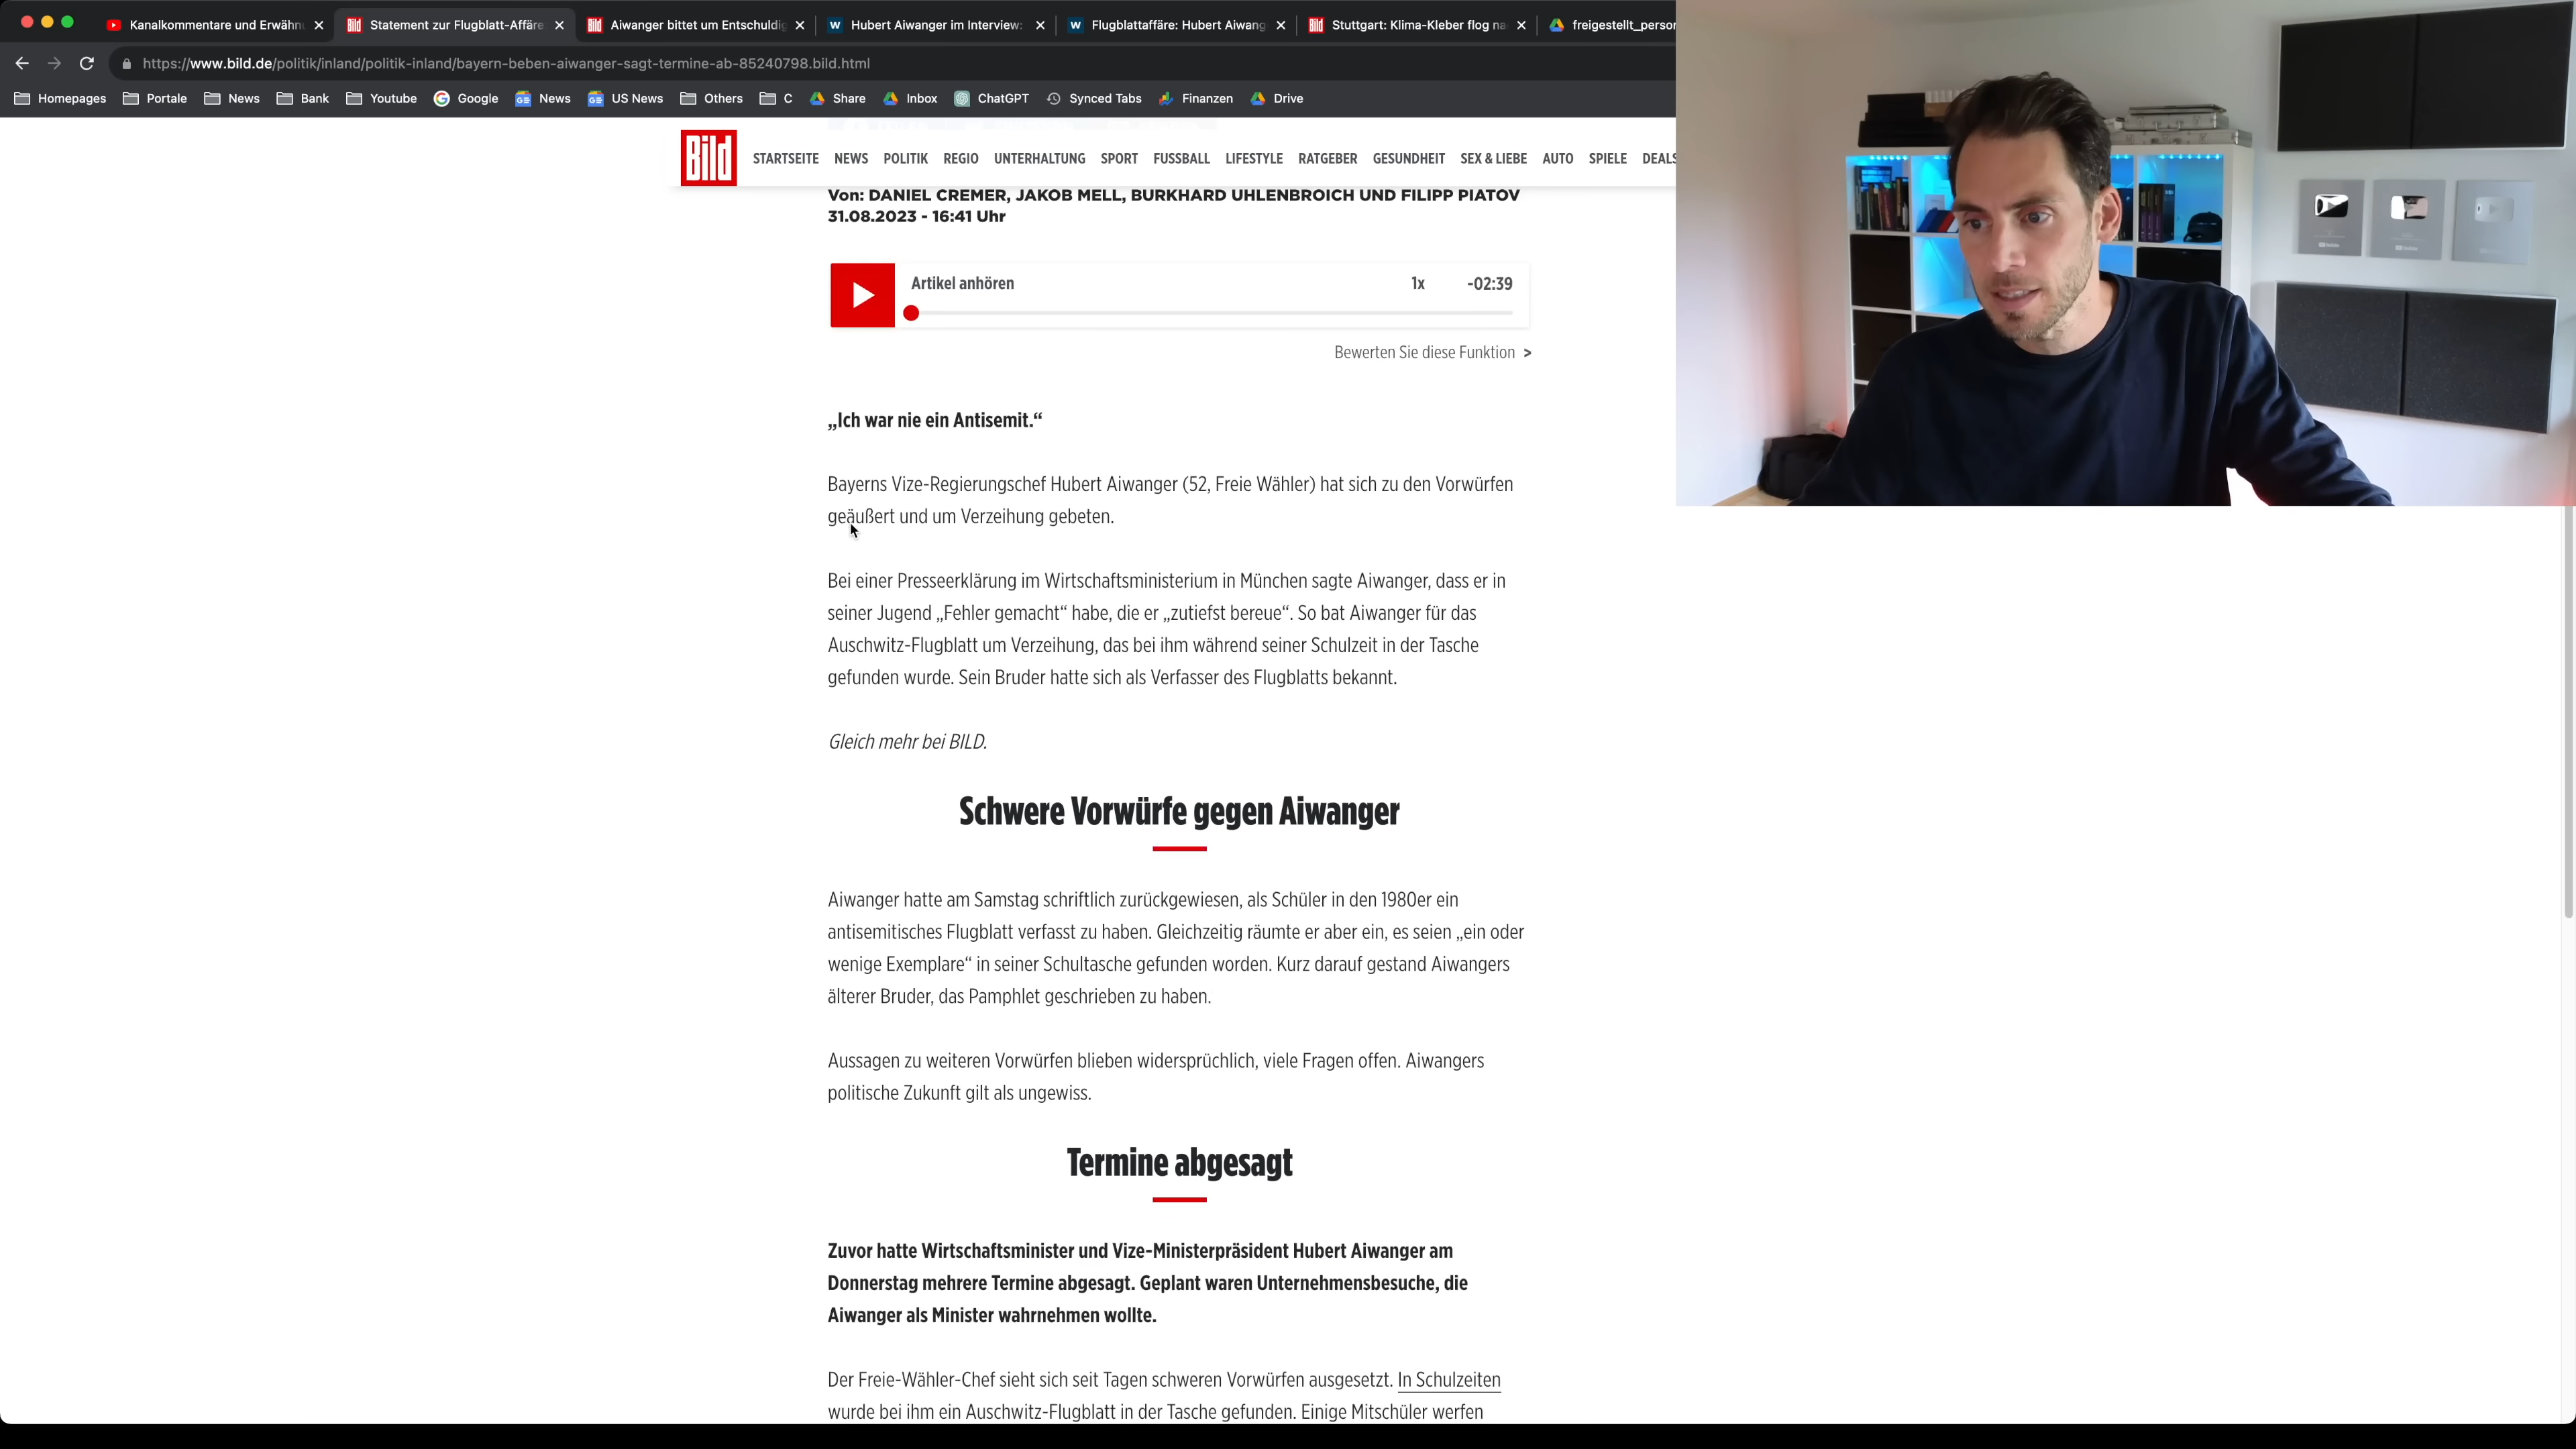 Kanalkommentare und Erwähn
Statement zur Flugblatt-Affäre
Aiwanger bittet um Entschuldig
Hubert Aiwanger im Interview:
Flugblattaffäre: Hubert Aiwang
Stuttgart: Klima-Kleber flog na
freigestellt_person
https://www.bild.de/politik/inland/politik-inland/bayern-beben-aiwanger-sagt-termine-ab-85240798.bild.html
Homepages Portale News Bank Youtube Google News US News Others C Share Inbox ChatGPT Synced Tabs Finanzen Drive
Bild
STARTSEITE NEWS POLITIK REGIO UNTERHALTUNG SPORT FUSSBALL LIFESTYLE RATGEBER GESUNDHEIT SEX & LIEBE AUTO SPIELE DEALS
Von: DANIEL CREMER, JAKOB MELL, BURKHARD UHLENBROICH UND FILIPP PIATOV
31.08.2023 - 16:41 Uhr
Artikel anhören 1x -02:39
Bewerten Sie diese Funktion >
„Ich war nie ein Antisemit.“
Bayerns Vize-Regierungschef Hubert Aiwanger (52, Freie Wähler) hat sich zu den Vorwürfen
geäußert und um Verzeihung gebeten.
Bei einer Presseerklärung im Wirtschaftsministerium in München sagte Aiwanger, dass er in
seiner Jugend „Fehler gemacht“ habe, die er „zutiefst bereue“. So bat Aiwanger für das
Auschwitz-Flugblatt um Verzeihung, das bei ihm während seiner Schulzeit in der Tasche
gefunden wurde. Sein Bruder hatte sich als Verfasser des Flugblatts bekannt.
Gleich mehr bei BILD.
Schwere Vorwürfe gegen Aiwanger
Aiwanger hatte am Samstag schriftlich zurückgewiesen, als Schüler in den 1980er ein
antisemitisches Flugblatt verfasst zu haben. Gleichzeitig räumte er aber ein, es seien „ein oder
wenige Exemplare“ in seiner Schultasche gefunden worden. Kurz darauf gestand Aiwangers
älterer Bruder, das Pamphlet geschrieben zu haben.
Aussagen zu weiteren Vorwürfen blieben widersprüchlich, viele Fragen offen. Aiwangers
politische Zukunft gilt als ungewiss.
Termine abgesagt
Zuvor hatte Wirtschaftsminister und Vize-Ministerpräsident Hubert Aiwanger am
Donnerstag mehrere Termine abgesagt. Geplant waren Unternehmensbesuche, die
Aiwanger als Minister wahrnehmen wollte.
Der Freie-Wähler-Chef sieht sich seit Tagen schweren Vorwürfen ausgesetzt. In Schulzeiten
wurde bei ihm ein Auschwitz-Flugblatt in der Tasche gefunden. Einige Mitschüler werfen